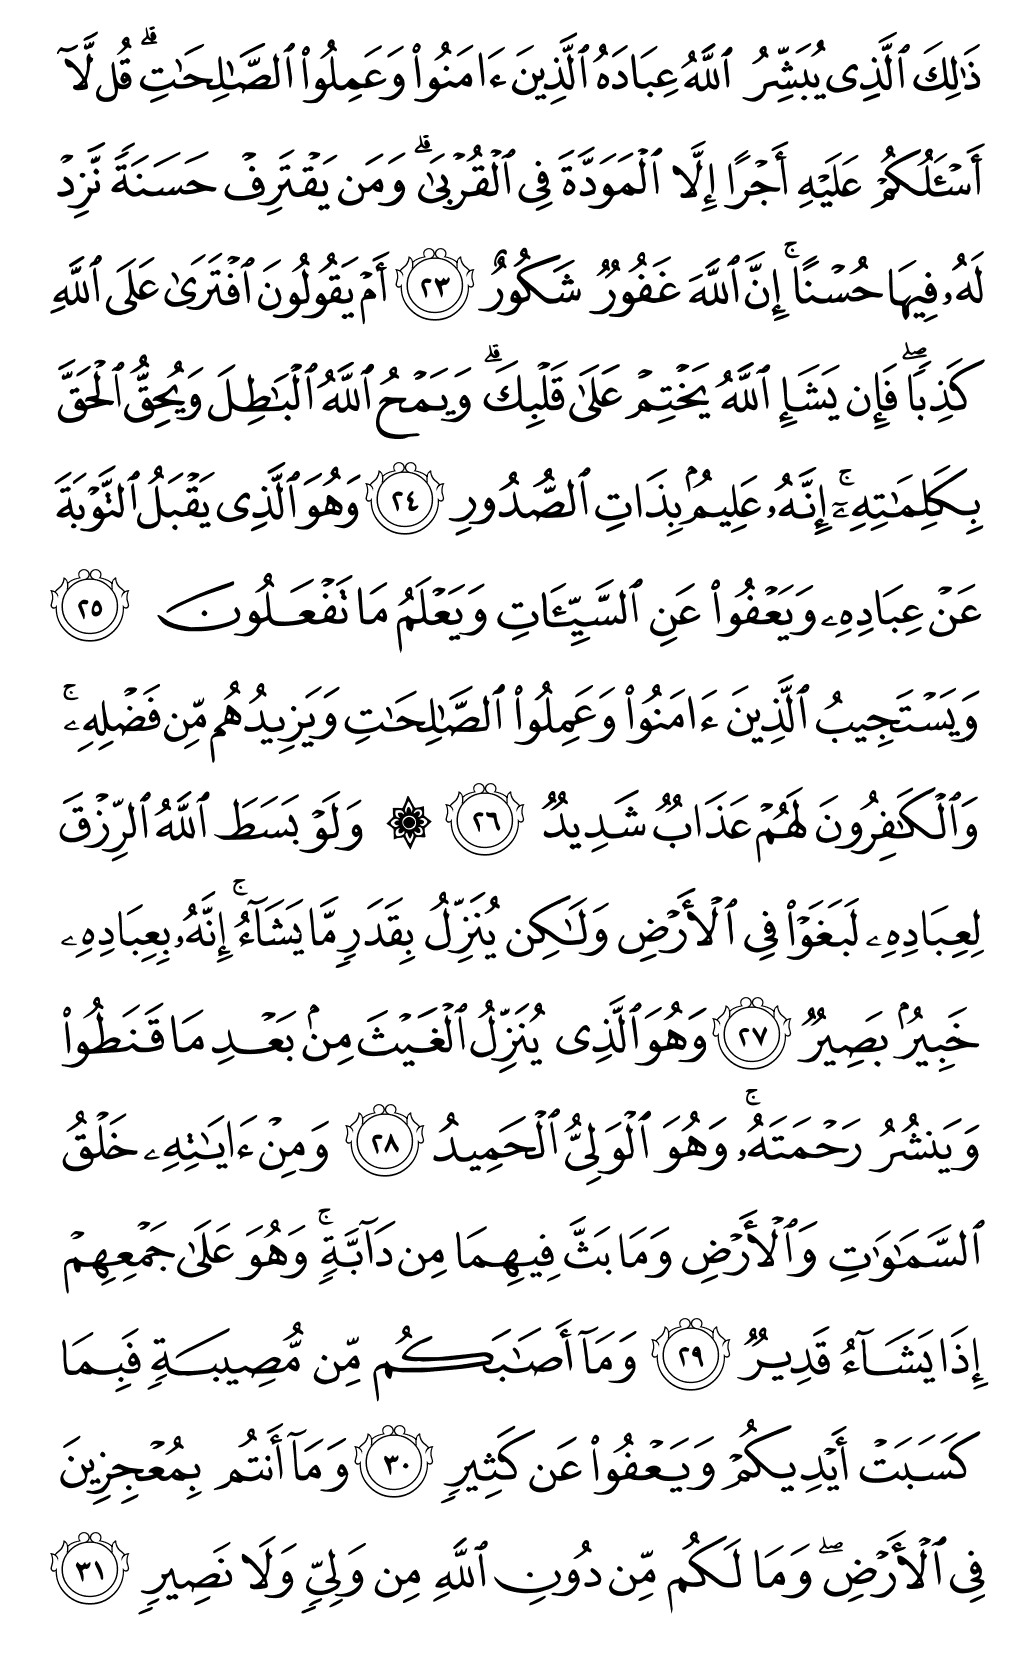 ذَٰلِكَ ٱلَّذِى يُبَشِّرُ ٱللَّهُ عِبَادَهُ ٱلَّذِينَ ءَامَنُوا۟ وَعَمِلُوا۟ ٱلصَّـٰلِحَـٰتِ ۗ قُل لَّآ
أَسْـَٔلُكُمْ عَلَيْهِ أَجْرًا إِلَّا ٱلْمَوَدَّةَ فِى ٱلْقُرْبَىٰ ۗ وَمَن يَقْتَرِفْ حَسَنَةً نَّزِدْ
لَهُۥ فِيهَا حُسْنًا ۚ إِنَّ ٱللَّهَ غَفُورٌ شَكُورٌ ٢٣ أَمْ يَقُولُونَ ٱفْتَرَىٰ عَلَى ٱللَّهِ
كَذِبًا ۖ فَإِن يَشَإِ ٱللَّهُ يَخْتِمْ عَلَىٰ قَلْبِكَ ۗ وَيَمْحُ ٱللَّهُ ٱلْبَـٰطِلَ وَيُحِقُّ ٱلْحَقَّ
بِكَلِمَـٰتِهِۦٓ ۚ إِنَّهُۥ عَلِيمٌۢ بِذَاتِ ٱلصُّدُورِ ٢٤ وَهُوَ ٱلَّذِى يَقْبَلُ ٱلتَّوْبَةَ
عَنْ عِبَادِهِۦ وَيَعْفُوا۟ عَنِ ٱلسَّيِّـَٔاتِ وَيَعْلَمُ مَا تَفْعَلُونَ ٢٥
وَيَسْتَجِيبُ ٱلَّذِينَ ءَامَنُوا۟ وَعَمِلُوا۟ ٱلصَّـٰلِحَـٰتِ وَيَزِيدُهُم مِّن فَضْلِهِۦ ۚ
وَٱلْكَـٰفِرُونَ لَهُمْ عَذَابٌ شَدِيدٌ ٢٦ ۞ وَلَوْ بَسَطَ ٱللَّهُ ٱلرِّزْقَ
لِعِبَادِهِۦ لَبَغَوْا۟ فِى ٱلْأَرْضِ وَلَـٰكِن يُنَزِّلُ بِقَدَرٍ مَّا يَشَآءُ ۚ إِنَّهُۥ بِعِبَادِهِۦ
خَبِيرٌۢ بَصِيرٌ ٢٧ وَهُوَ ٱلَّذِى يُنَزِّلُ ٱلْغَيْثَ مِنۢ بَعْدِ مَا قَنَطُوا۟
وَيَنشُرُ رَحْمَتَهُۥ ۚ وَهُوَ ٱلْوَلِىُّ ٱلْحَمِيدُ ٢٨ وَمِنْ ءَايَـٰتِهِۦ خَلْقُ
ٱلسَّمَـٰوَٰتِ وَٱلْأَرْضِ وَمَا بَثَّ فِيهِمَا مِن دَآبَّةٍ ۚ وَهُوَ عَلَىٰ جَمْعِهِمْ
إِذَا يَشَآءُ قَدِيرٌ ٢٩ وَمَآ أَصَـٰبَكُم مِّن مُّصِيبَةٍ فَبِمَا
كَسَبَتْ أَيْدِيكُمْ وَيَعْفُوا۟ عَن كَثِيرٍ ٣٠ وَمَآ أَنتُم بِمُعْجِزِينَ
فِى ٱلْأَرْضِ ۖ وَمَا لَكُم مِّن دُونِ ٱللَّهِ مِن وَلِىٍّ وَلَا نَصِيرٍ ٣١